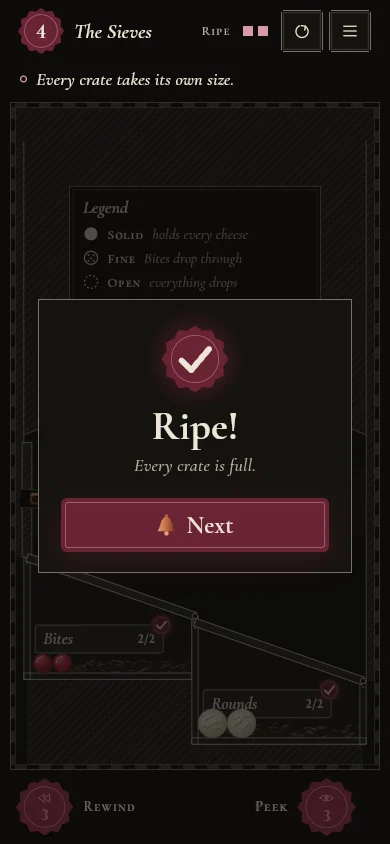 4 The Sieves Ripe
Every crate takes its own size.
Legend
Solid holds every cheese
Fine Bites drop through
Open everything drops
Ripe!
Every crate is full.
Next
Bites 2/2
Rounds 2/2
3 Rewind Peek 3